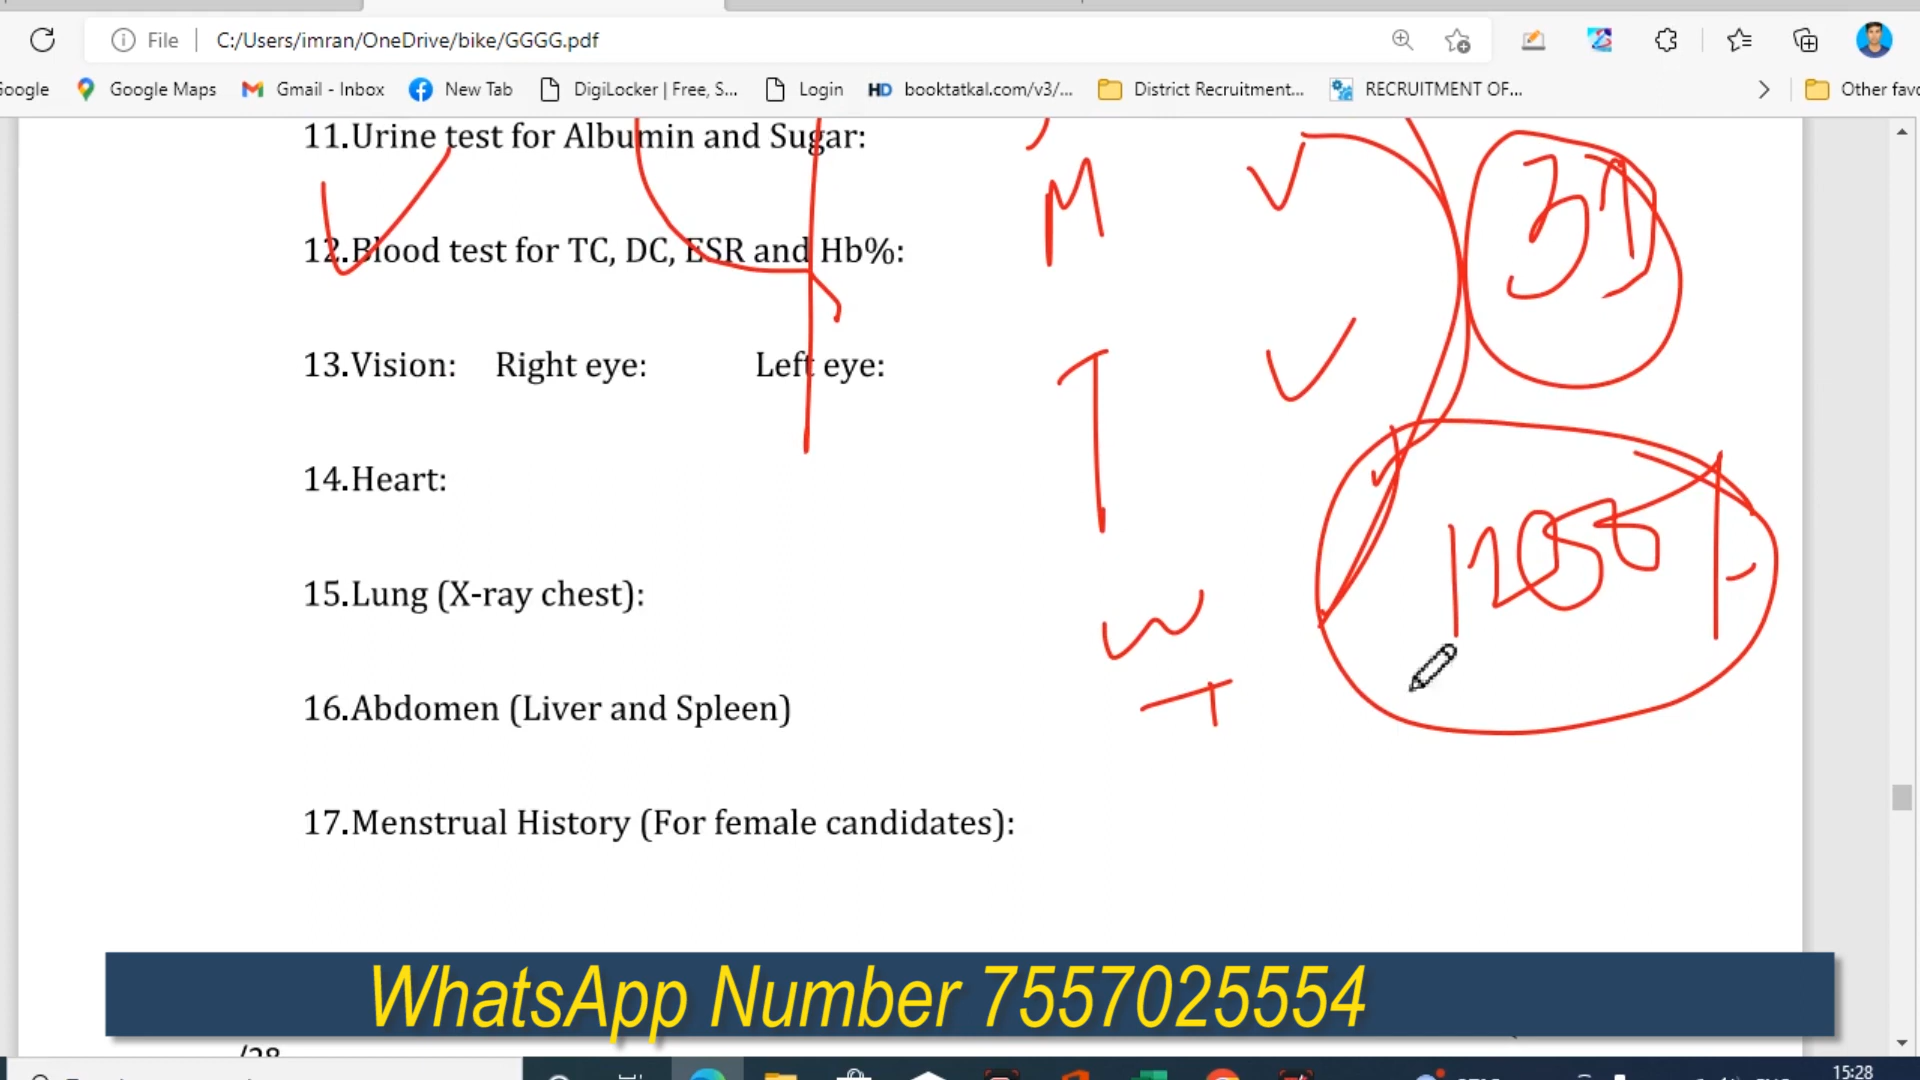 File C:/Users/imran/OneDrive/bike/GGGG.pdf
Google Google Maps Gmail - Inbox New Tab DigiLocker | Free, S... Login HD booktatkal.com/v3/... District Recruitment... RECRUITMENT OF... Other favo
11.Urine test for Albumin and Sugar:
M
12.Blood test for TC, DC, ESR and Hb%:
13.Vision: Right eye: Left eye:
T
14.Heart:
15.Lung (X-ray chest):
W
16.Abdomen (Liver and Spleen)
T
17.Menstrual History (For female candidates):
WhatsApp Number 7557025554
/28
15:28